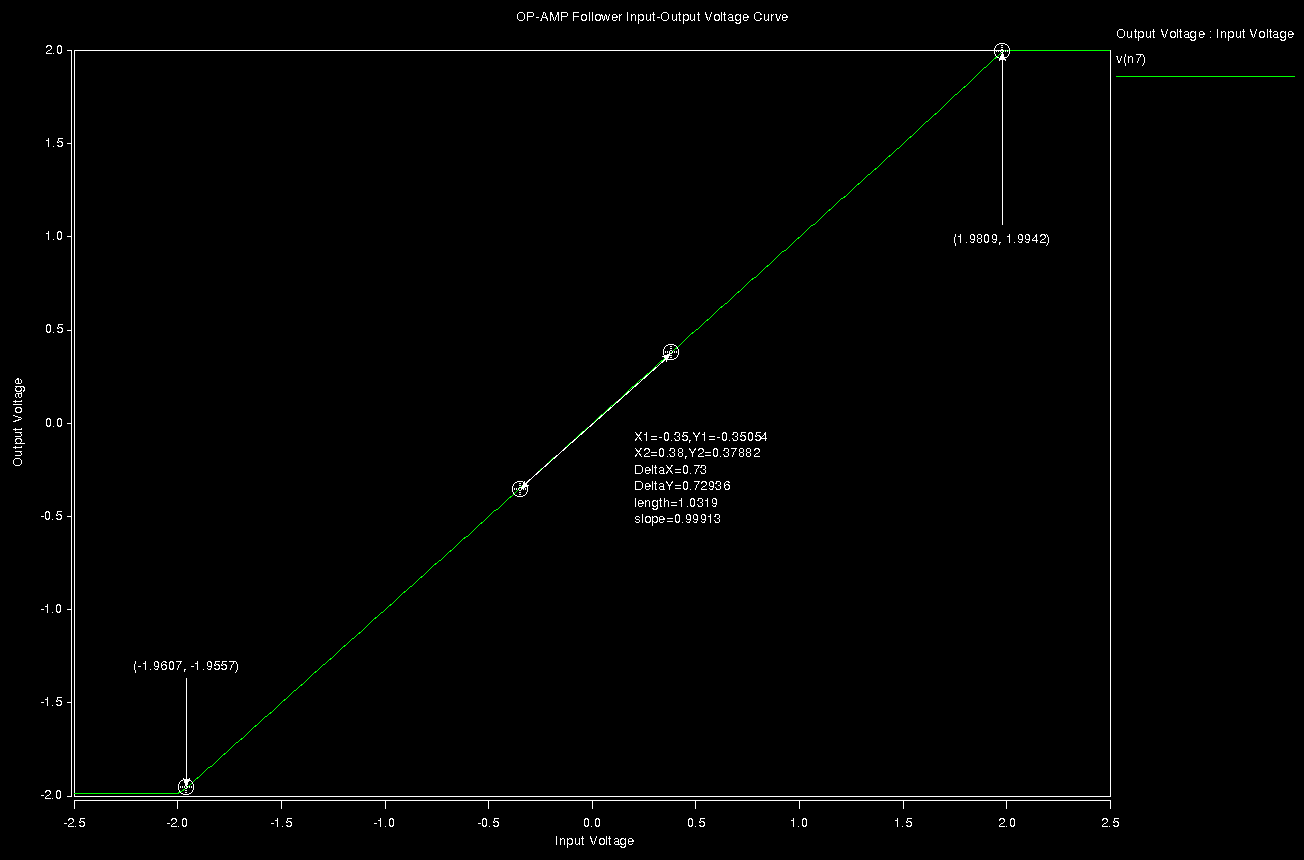 OP-AMP Follower Input-Output Voltage Curve
Output Voltage : Input Voltage
v(n7)
2.0
1.5
1.0
0.5
0.0
-0.5
-1.0
-1.5
-2.0
Output Voltage
(1.9809, 1.9942)
X1=-0.35,Y1=-0.35054
X2=0.38,Y2=0.37882
DeltaX=0.73
DeltaY=0.72936
length=1.0319
slope=0.99913
(-1.9607, -1.9557)
-2.5 -2.0 -1.5 -1.0 -0.5 0.0 0.5 1.0 1.5 2.0 2.5
Input Voltage